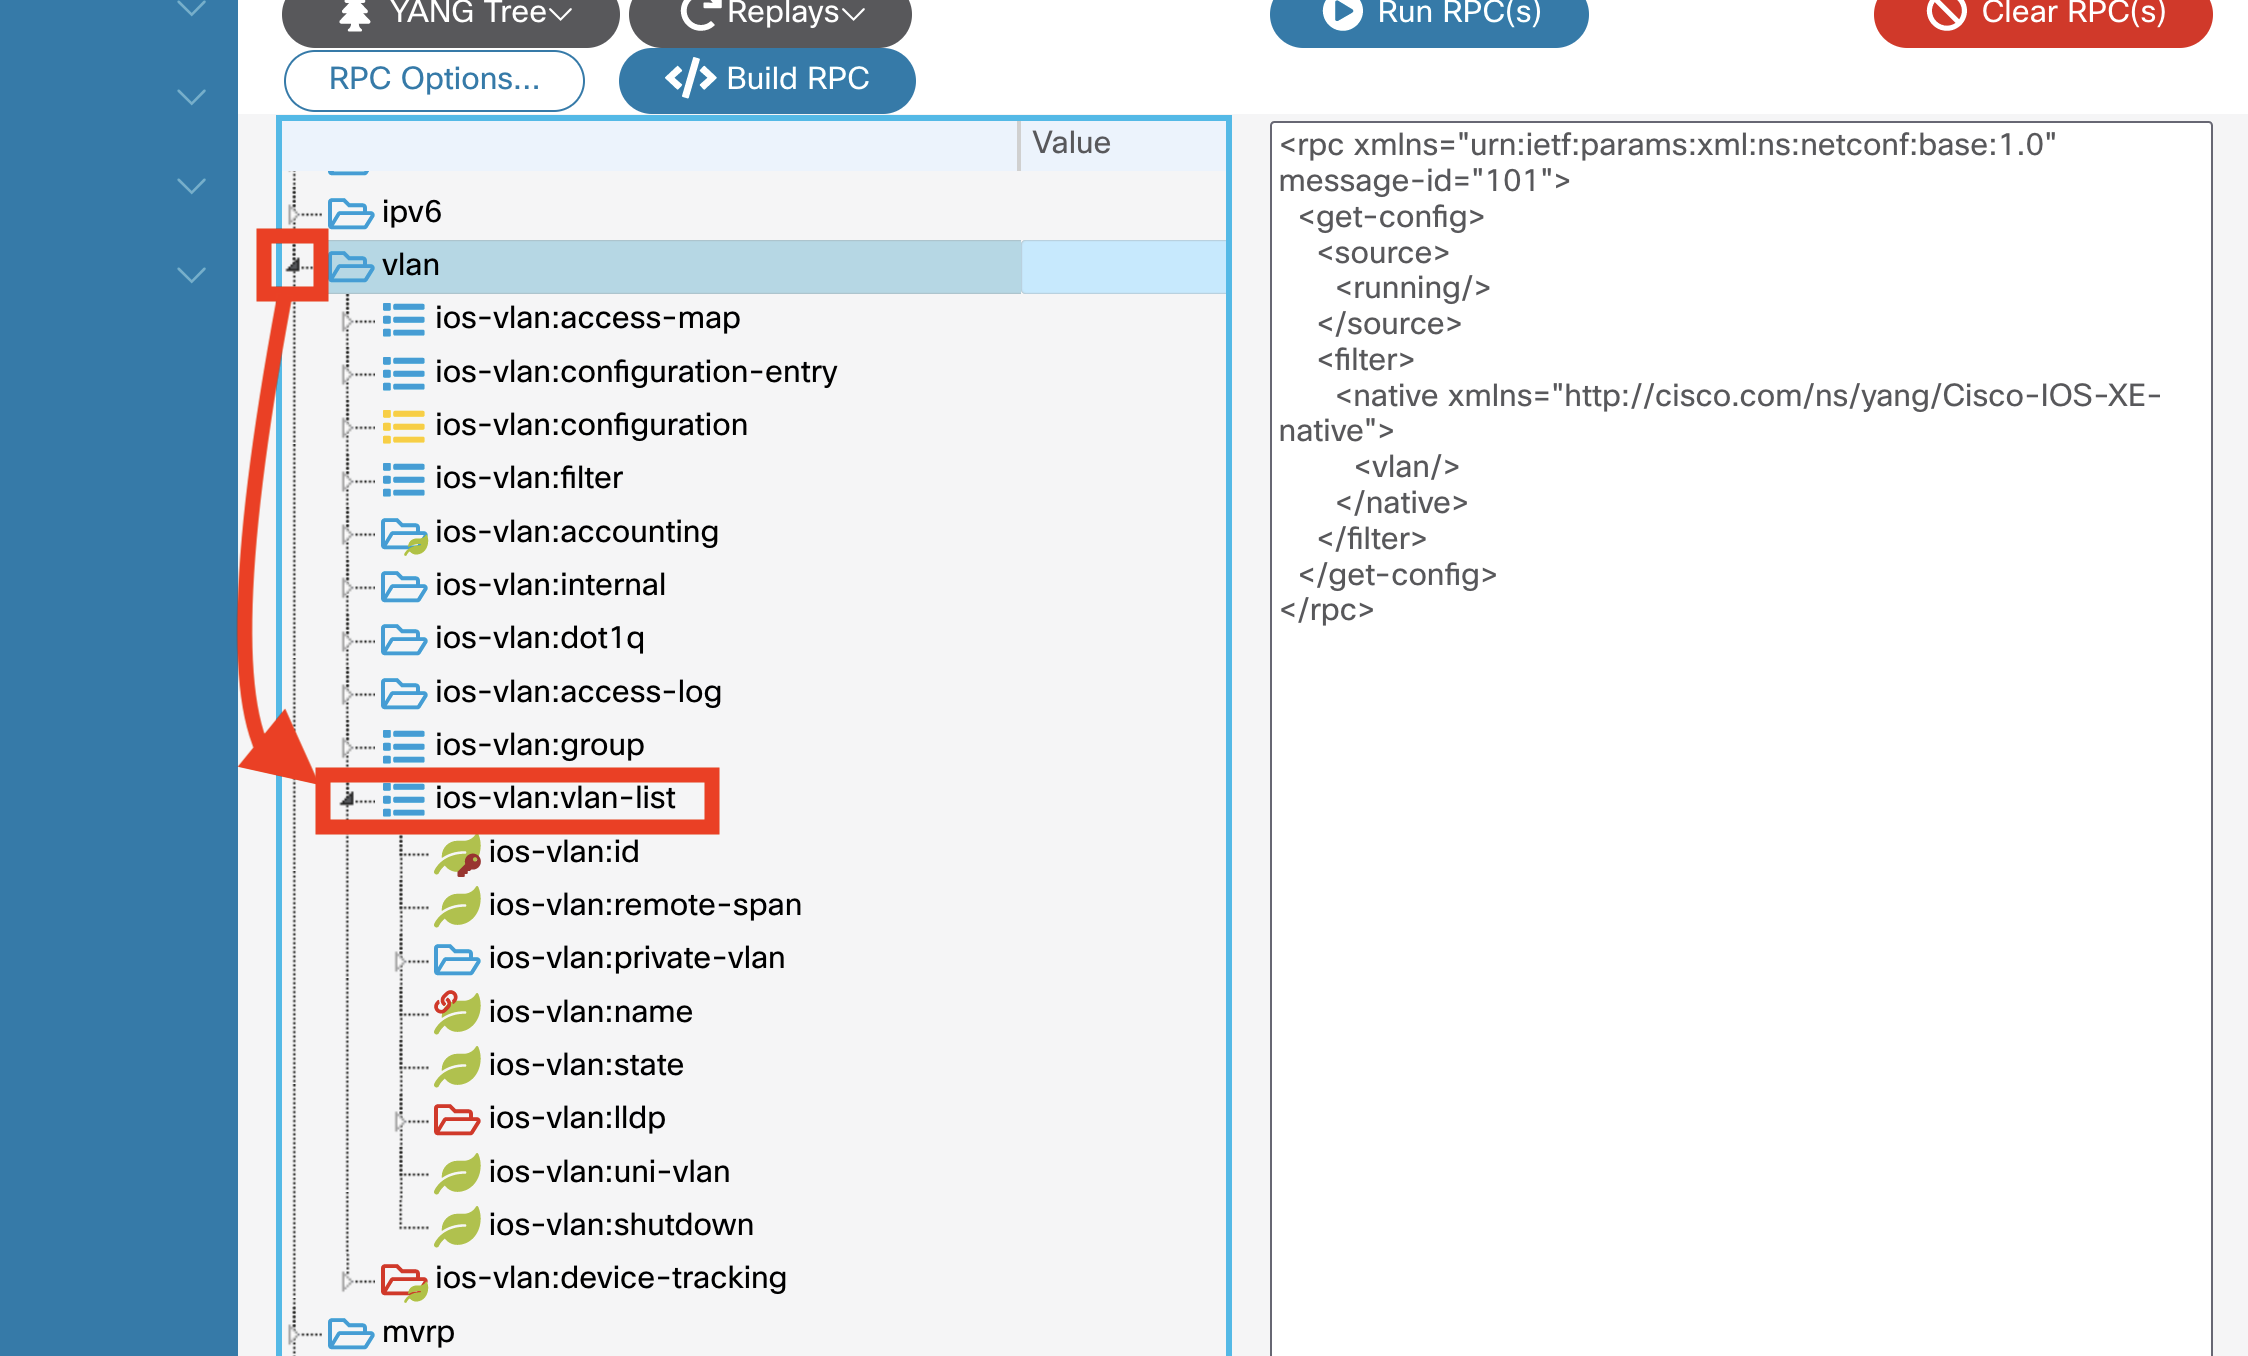 YANG Tree
Replays
Run RPC(s)
Clear RPC(s)
RPC Options...
</> Build RPC
Value
ipv6
vlan
ios-vlan:access-map
ios-vlan:configuration-entry
ios-vlan:configuration
ios-vlan:filter
ios-vlan:accounting
ios-vlan:internal
ios-vlan:dot1q
ios-vlan:access-log
ios-vlan:group
ios-vlan:vlan-list
ios-vlan:id
ios-vlan:remote-span
ios-vlan:private-vlan
ios-vlan:name
ios-vlan:state
ios-vlan:lldp
ios-vlan:uni-vlan
ios-vlan:shutdown
ios-vlan:device-tracking
mvrp
<rpc xmlns="urn:ietf:params:xml:ns:netconf:base:1.0"
message-id="101">
<get-config>
<source>
<running/>
</source>
<filter>
<native xmlns="http://cisco.com/ns/yang/Cisco-IOS-XE-
native">
<vlan/>
</native>
</filter>
</get-config>
</rpc>